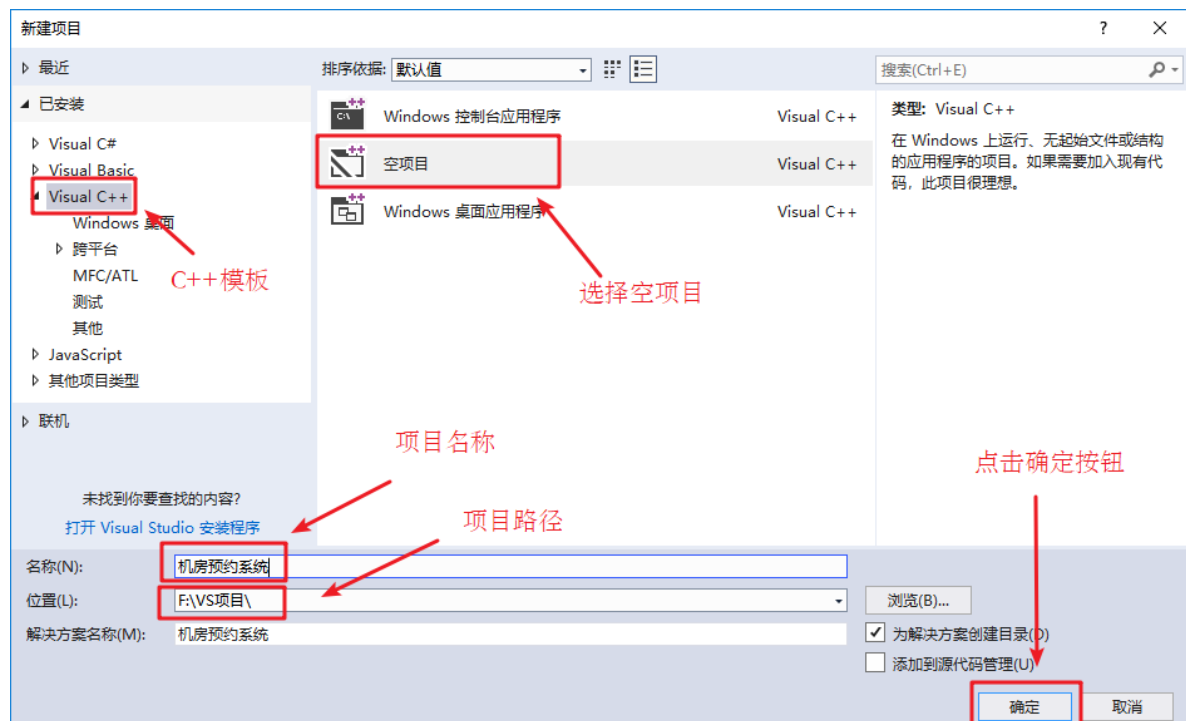 新建项目
?
最近
排序依据: 默认值
搜索(Ctrl+E)
已安装
Visual C#
Visual Basic
Visual C++
Windows 桌面
跨平台
MFC/ATL
测试
其他
JavaScript
其他项目类型
联机
未找到你要查找的内容?
打开 Visual Studio 安装程序
C:\
Windows 控制台应用程序 Visual C++
空项目 Visual C++
Windows 桌面应用程序 Visual C++
类型: Visual C++
在 Windows 上运行、无起始文件或结构
的应用程序的项目。如果需要加入现有代
码，此项目很理想。
C++模板
选择空项目
项目名称
项目路径
点击确定按钮
名称(N): 机房预约系统
位置(L): F:\VS项目\
浏览(B)...
解决方案名称(M): 机房预约系统
为解决方案创建目录(D)
添加到源代码管理(U)
确定
取消